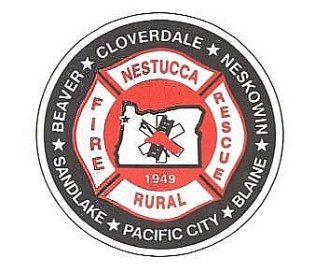 BEAVER ★ CLOVERDALE ★ NESKOWIN ★ BLAINE ★ PACIFIC CITY ★ SANDLAKE ★
NESTUCCA
FIRE
RESCUE
1949
RURAL